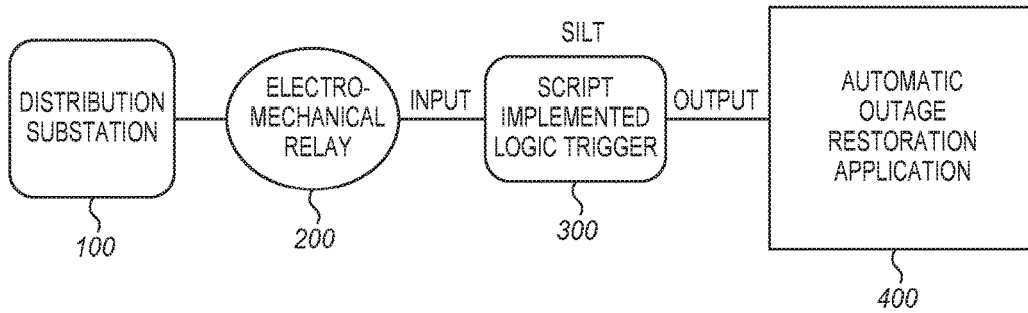 SILT
DISTRIBUTION
SUBSTATION
ELECTRO-
MECHANICAL
RELAY
INPUT
SCRIPT
IMPLEMENTED
LOGIC TRIGGER
OUTPUT
AUTOMATIC
OUTAGE
RESTORATION
APPLICATION
100
200
300
400